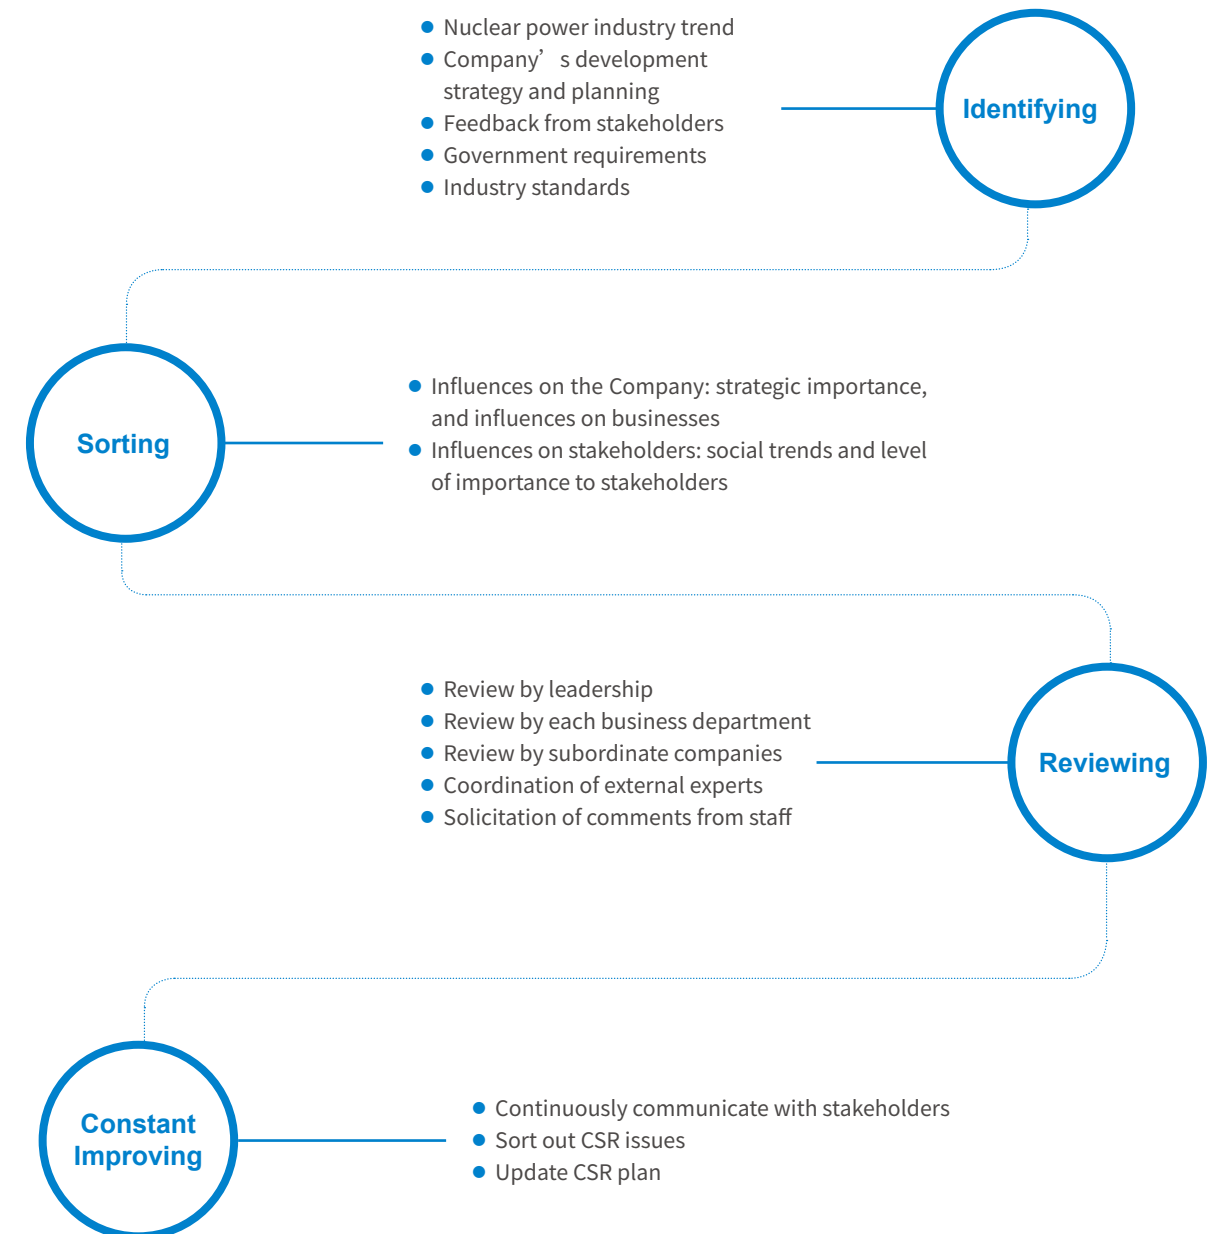 ● Nuclear power industry trend
● Company’ s development
strategy and planning
● Feedback from stakeholders
● Government requirements
● Industry standards
Identifying
Sorting
● Influences on the Company: strategic importance,
and influences on businesses
● Influences on stakeholders: social trends and level
of importance to stakeholders
● Review by leadership
● Review by each business department
● Review by subordinate companies
● Coordination of external experts
● Solicitation of comments from staff
Reviewing
Constant
Improving
● Continuously communicate with stakeholders
● Sort out CSR issues
● Update CSR plan